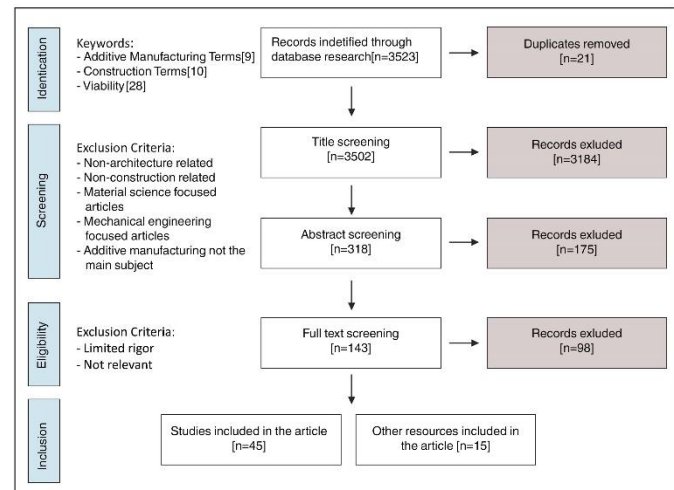 Identication
Keywords:
- Additive Manufacturing Terms[9]
- Construction Terms[10]
- Viability[28]
Records indetified through
database research[n=3523]
Duplicates removed
[n=21]
Screening
Exclusion Criteria:
- Non-architecture related
- Non-construction related
- Material science focused
articles
- Mechanical engineering
focused articles
- Additive manufacturing not the
main subject
Title screening
[n=3502]
Records exluded
[n=3184]
Abstract screening
[n=318]
Records exluded
[n=175]
Eligibility
Exclusion Criteria:
- Limited rigor
- Not relevant
Full text screening
[n=143]
Records exluded
[n=98]
Inclusion
Studies included in the article
[n=45]
Other resources included in
the article [n=15]